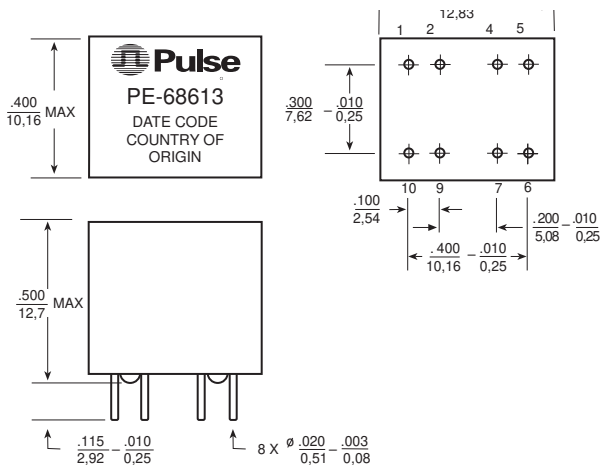 Pulse
PE-68613
DATE CODE
COUNTRY OF
ORIGIN
.400
10,16 MAX
12,83
1 2 4 5
.300 – .010
7,62 0,25
10 9 7 6
.100
2,54
.200 – .010
5,08 0,25
.400 – .010
10,16 0,25
.500
12,7 MAX
.115 – .010
2,92 0,25
8 X ø .020 – .003
0,51 0,08